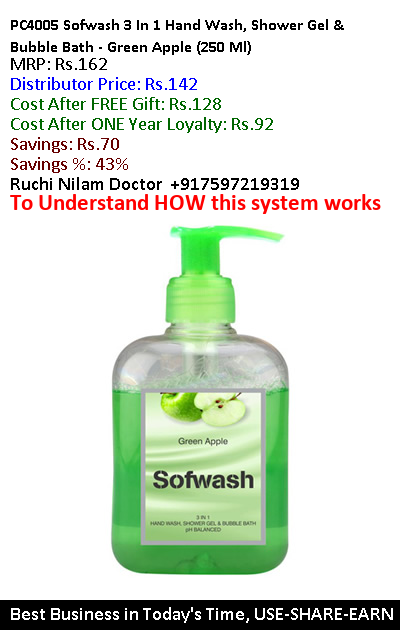 PC4005 Sofwash 3 In 1 Hand Wash, Shower Gel &
Bubble Bath - Green Apple (250 Ml)
MRP: Rs.162
Distributor Price: Rs.142
Cost After FREE Gift: Rs.128
Cost After ONE Year Loyalty: Rs.92
Savings: Rs.70
Savings %: 43%
Ruchi Nilam Doctor +917597219319
To Understand HOW this system works
Green Apple
Sofwash
3 IN 1
HAND WASH, SHOWER GEL & BUBBLE BATH
pH BALANCED
Best Business in Today's Time, USE-SHARE-EARN